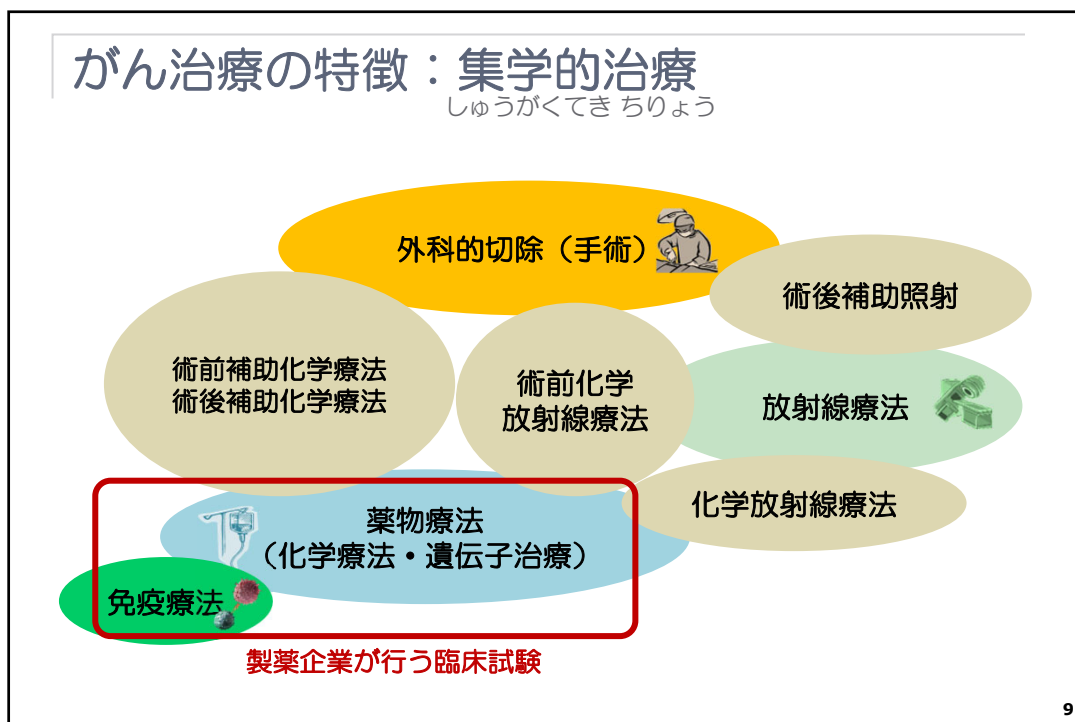 がん治療の特徴：集学的治療
しゅうがくてき ちりょう
外科的切除（手術）
術後補助照射
術前補助化学療法
術後補助化学療法
術前化学
放射線療法
放射線療法
化学放射線療法
薬物療法
（化学療法・遺伝子治療）
免疫療法
製薬企業が行う臨床試験
9